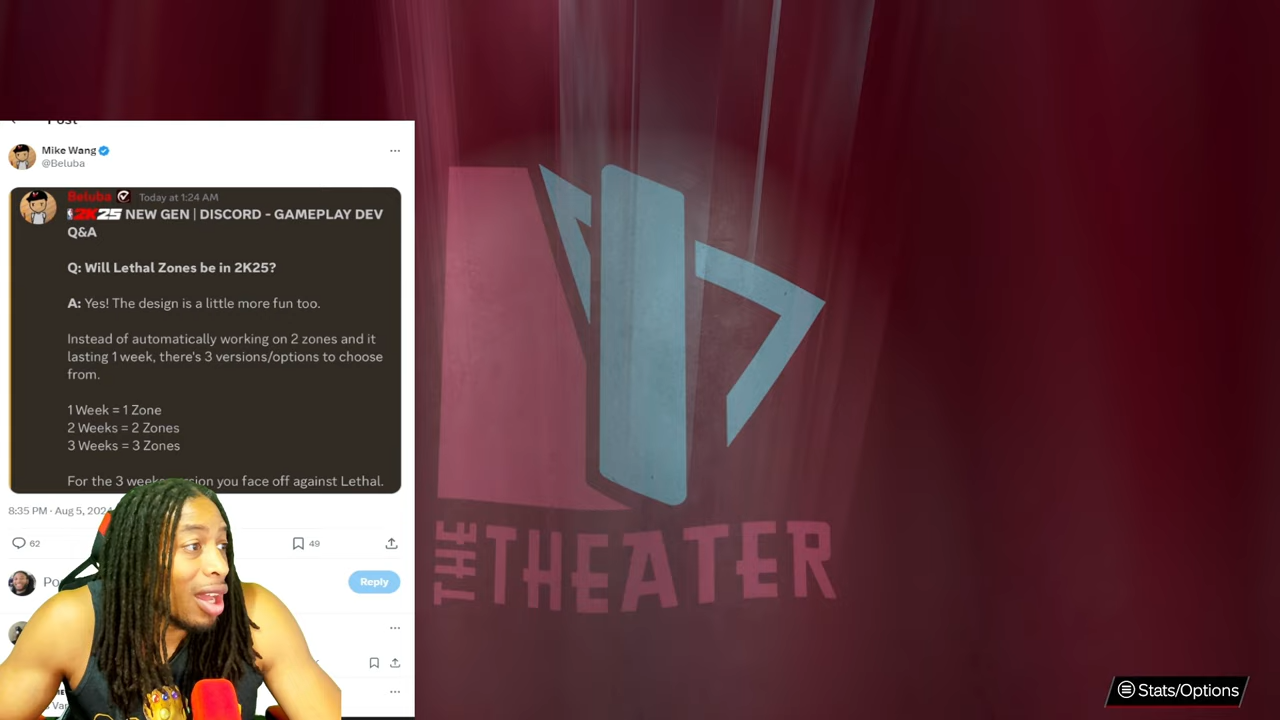 Post
Mike Wang
@Beluba
Beluba Today at 1:24 AM
2K25 NEW GEN | DISCORD - GAMEPLAY DEV
Q&A
Q: Will Lethal Zones be in 2K25?
A: Yes! The design is a little more fun too.
Instead of automatically working on 2 zones and it
lasting 1 week, there's 3 versions/options to choose
from.
1 Week = 1 Zone
2 Weeks = 2 Zones
3 Weeks = 3 Zones
For the 3 week you face off against Lethal.
8:35 PM · Aug 5,
62
49
Reply
THE THEATER
Stats/Options